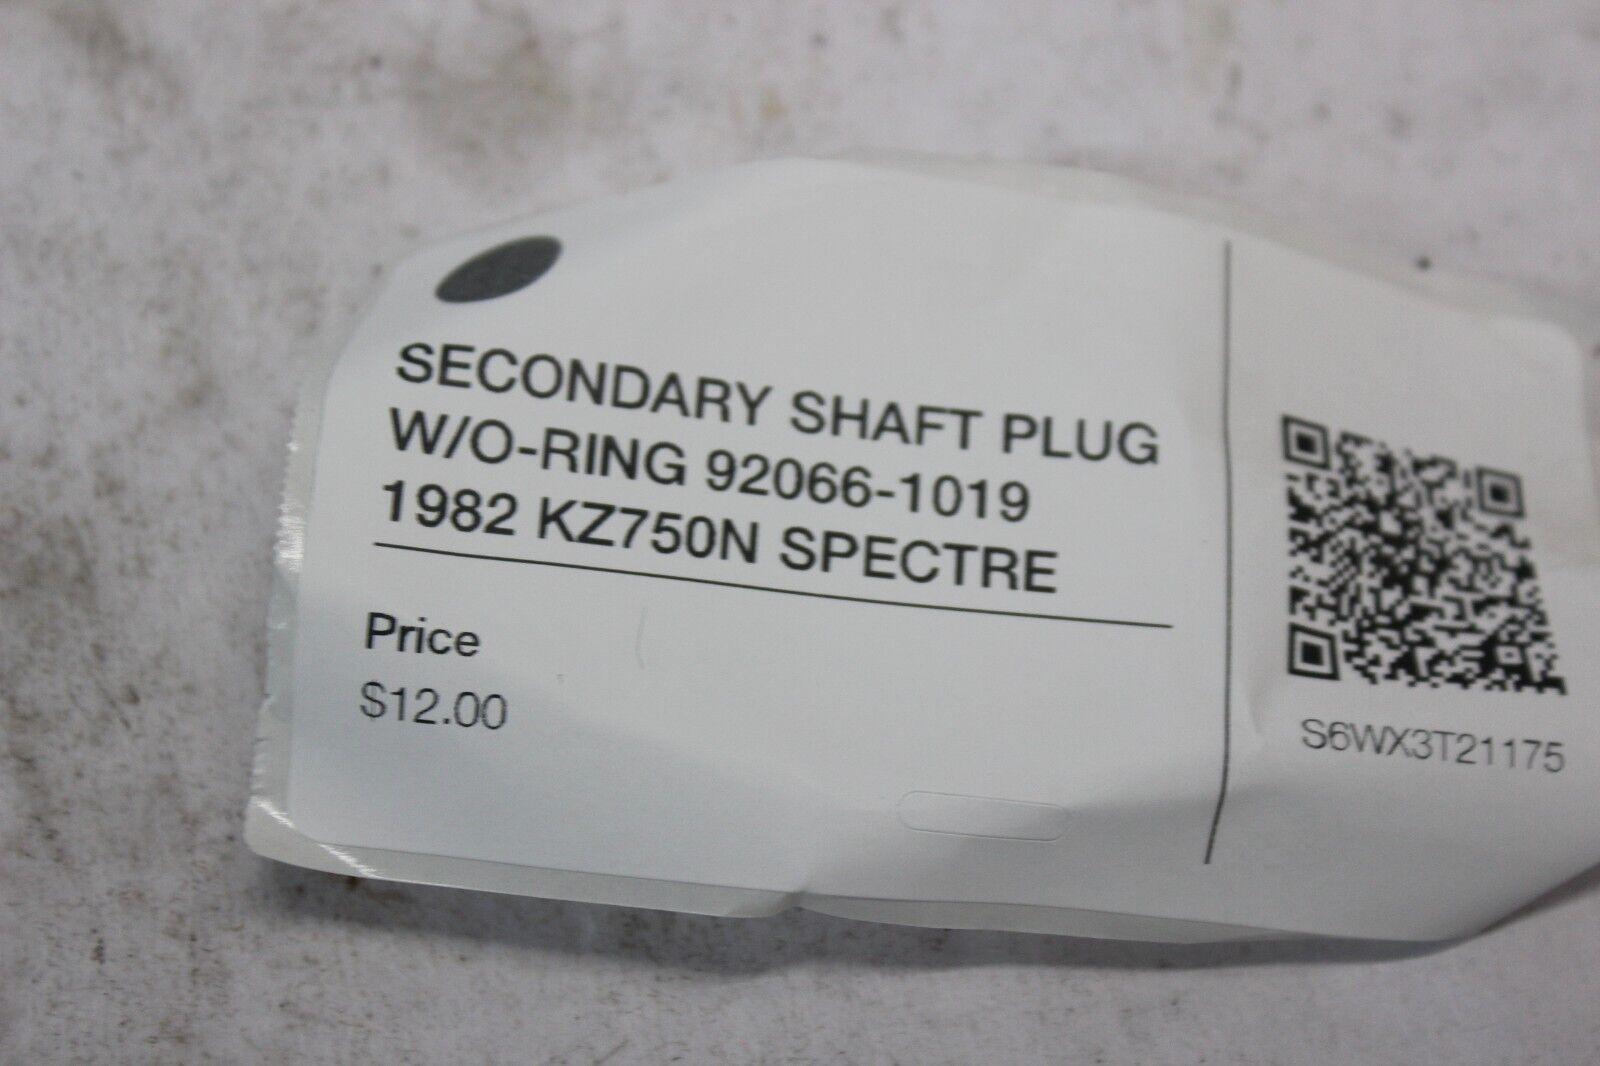 SECONDARY SHAFT PLUG
W/O-RING 92066-1019
1982 KZ750N SPECTRE
Price
$12.00
S6WX3T21175